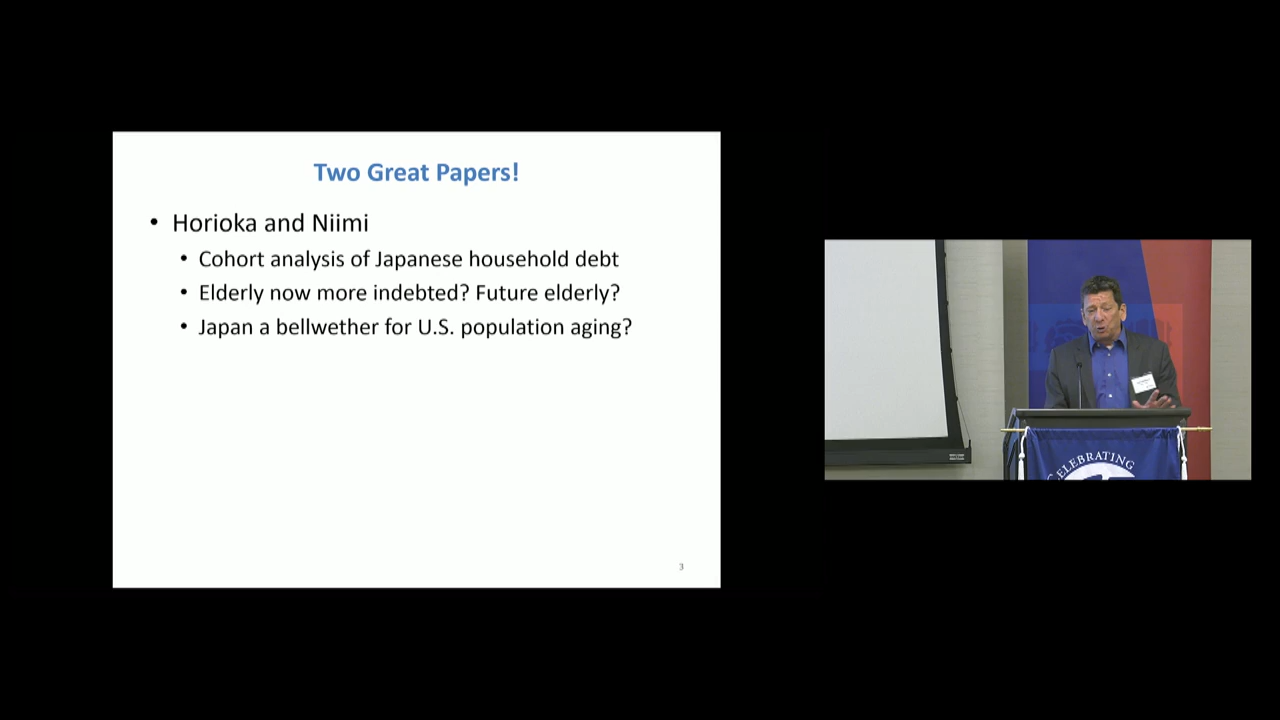 Two Great Papers!
• Horioka and Niimi
• Cohort analysis of Japanese household debt
• Elderly now more indebted? Future elderly?
• Japan a bellwether for U.S. population aging?
3
CELEBRATING